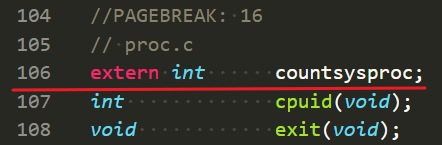 104 //PAGEBREAK: 16
105 // proc.c
106 extern int countsysproc;
107 int cpuid(void);
108 void exit(void);